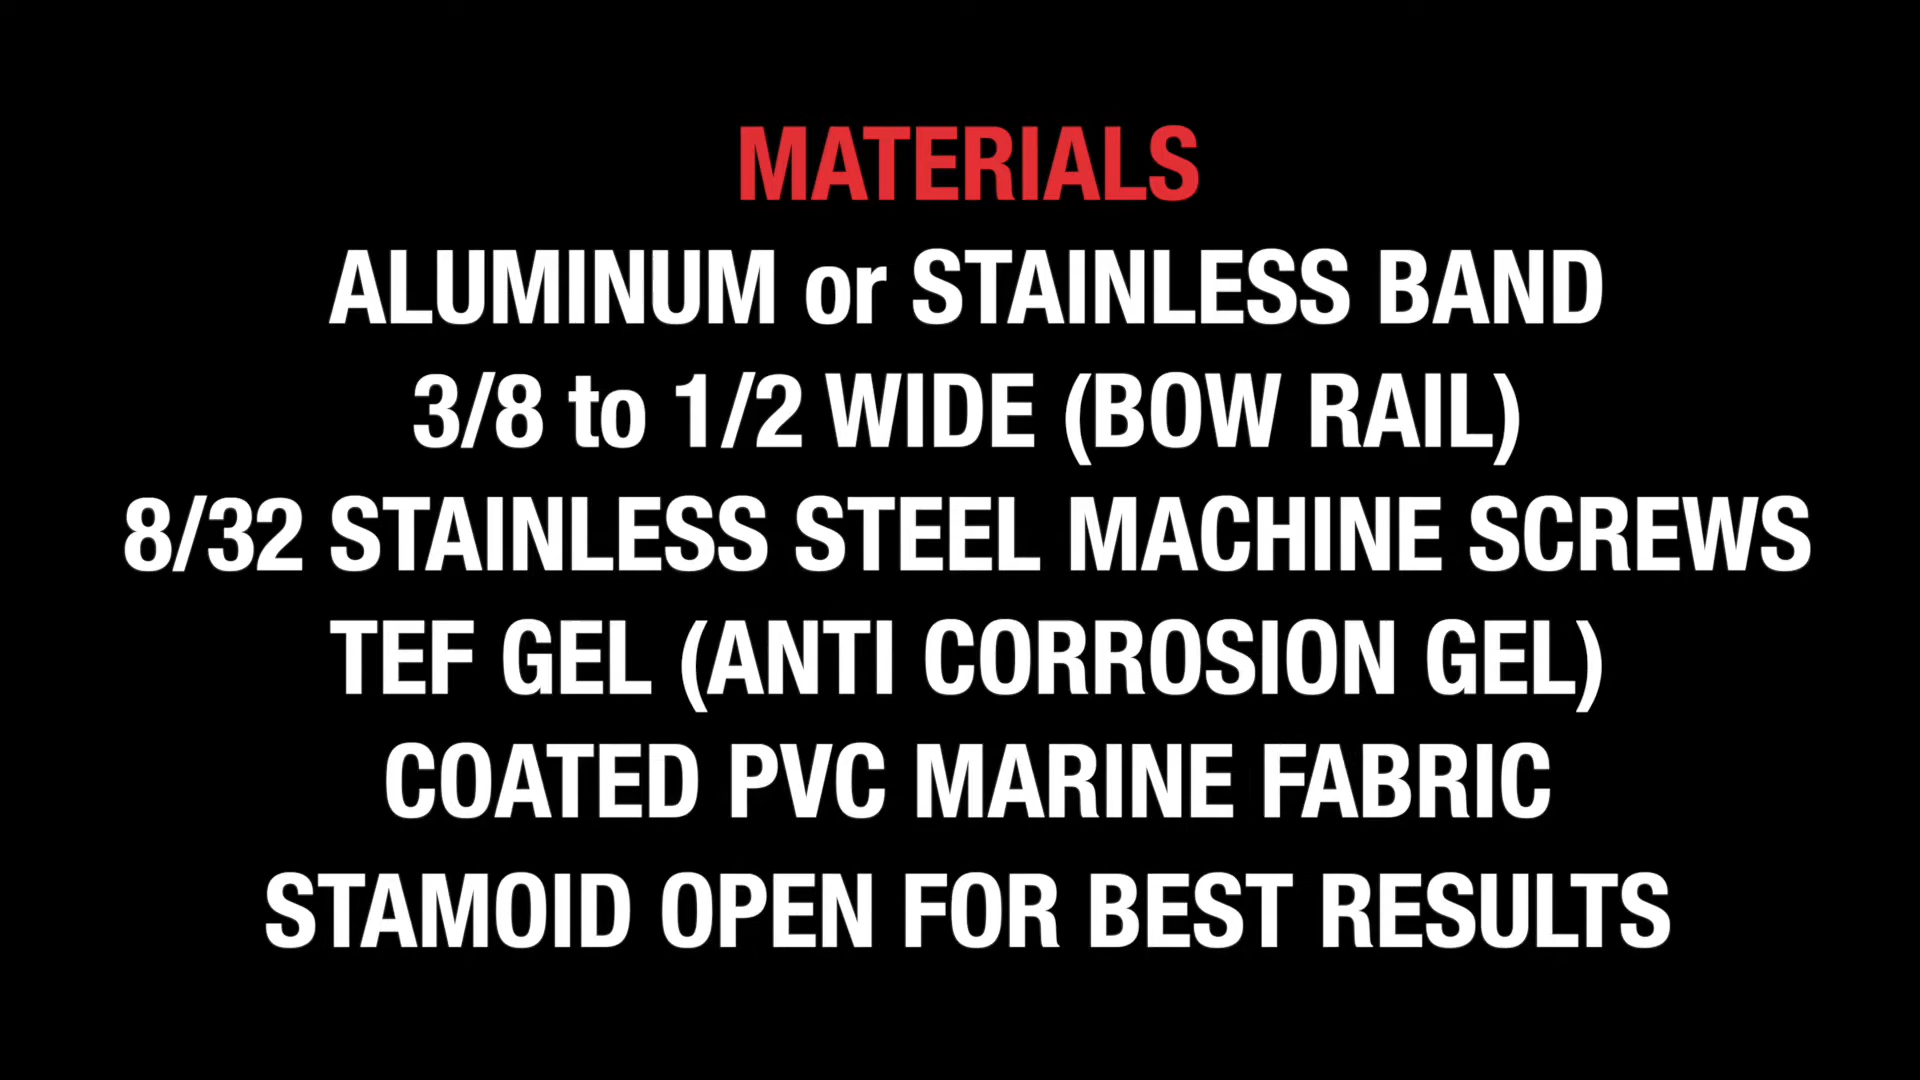 MATERIALS
ALUMINUM or STAINLESS BAND
3/8 to 1/2 WIDE (BOW RAIL)
8/32 STAINLESS STEEL MACHINE SCREWS
TEF GEL (ANTI CORROSION GEL)
COATED PVC MARINE FABRIC
STAMOID OPEN FOR BEST RESULTS